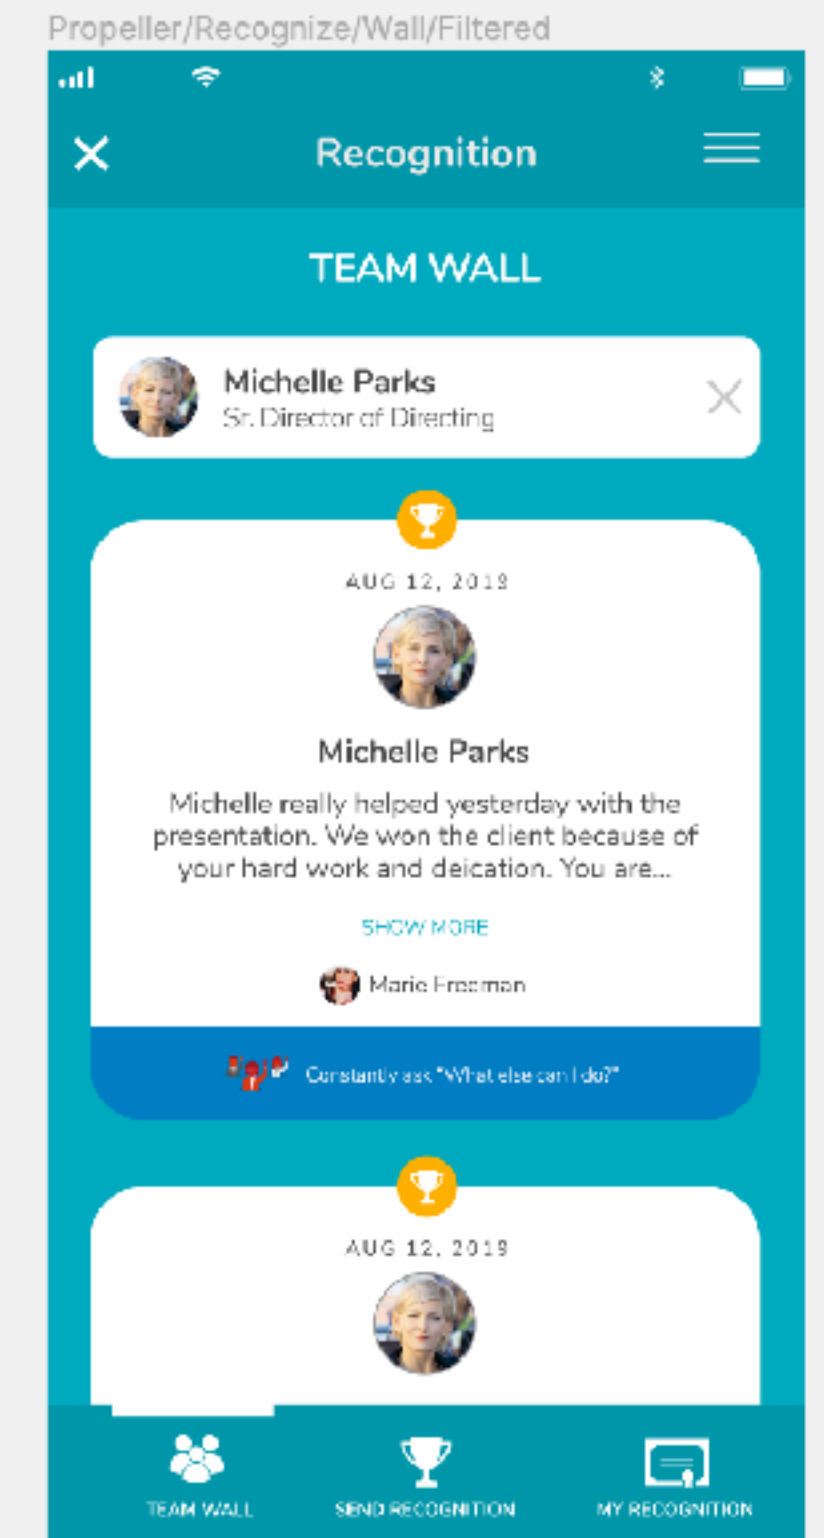 Propeller/Recognize/Wall/Filtered
Recognition
TEAM WALL
Michelle Parks
Sr. Director of Directing
AUG 12, 2019
Michelle Parks
Michelle really helped yesterday with the
presentation. We won the client because of
your hard work and deication. You are...
SHOW MORE
Marie Freeman
Constantly ask "What else can I do?"
AUG 12, 2019
TEAM WALL
SEND RECOGNITION
MY RECOGNITION